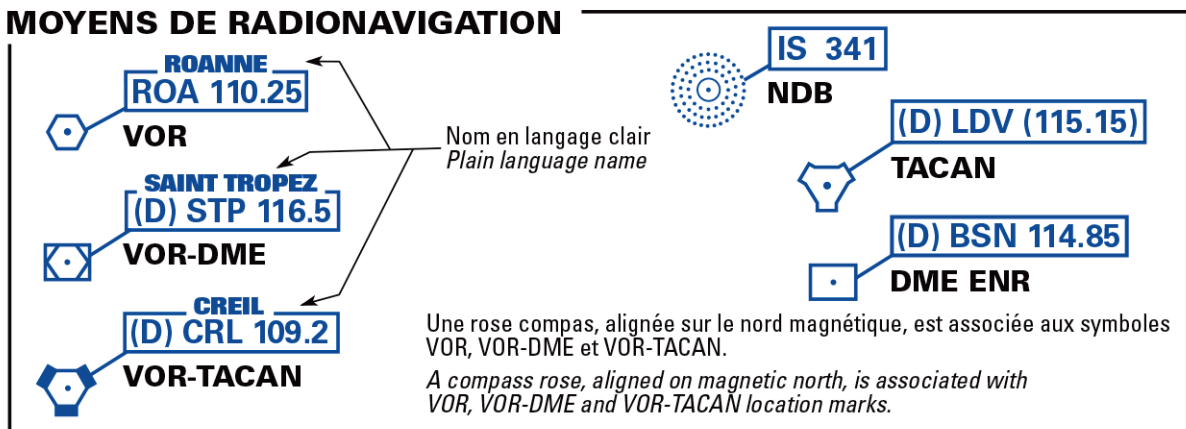 MOYENS DE RADIONAVIGATION
ROANNE
ROA 110.25
VOR
SAINT TROPEZ
(D) STP 116.5
VOR-DME
CREIL
(D) CRL 109.2
VOR-TACAN
Nom en langage clair
Plain language name
IS 341
NDB
(D) LDV (115.15)
TACAN
(D) BSN 114.85
DME ENR
Une rose compas, alignée sur le nord magnétique, est associée aux symboles
VOR, VOR-DME et VOR-TACAN.
A compass rose, aligned on magnetic north, is associated with
VOR, VOR-DME and VOR-TACAN location marks.